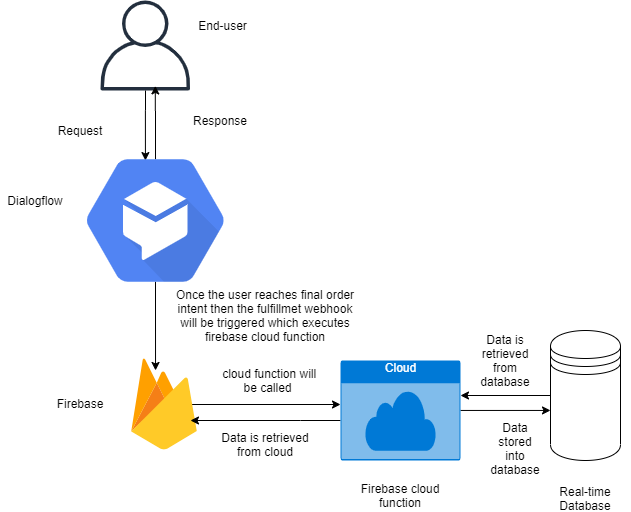 End-user
Request
Response
Dialogflow
Once the user reaches final order
intent then the fulfillmet webhook
will be triggered which executes
firebase cloud function
Firebase
cloud function will
be called
Data is retrieved
from cloud
Cloud
Firebase cloud
function
Data is
retrieved
from
database
Data
stored
into
database
Real-time
Database